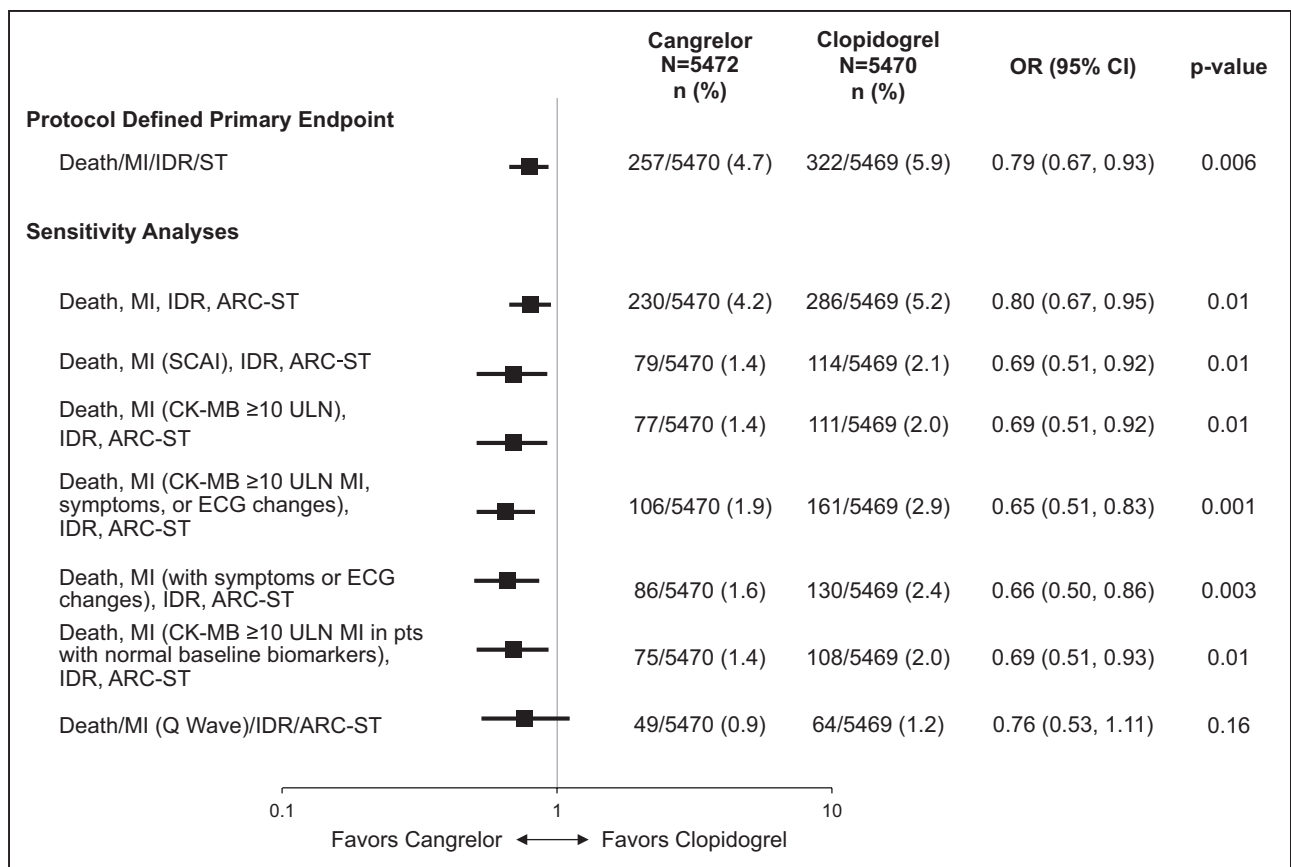 Cangrelor Clopidogrel
N=5472 N=5470 OR (95% CI) p-value
n (%) n (%)
Protocol Defined Primary Endpoint
Death/MI/IDR/ST 257/5470 (4.7) 322/5469 (5.9) 0.79 (0.67, 0.93) 0.006
Sensitivity Analyses
Death, MI, IDR, ARC-ST 230/5470 (4.2) 286/5469 (5.2) 0.80 (0.67, 0.95) 0.01
Death, MI (SCAI), IDR, ARC-ST 79/5470 (1.4) 114/5469 (2.1) 0.69 (0.51, 0.92) 0.01
Death, MI (CK-MB ≥10 ULN),
IDR, ARC-ST 77/5470 (1.4) 111/5469 (2.0) 0.69 (0.51, 0.92) 0.01
Death, MI (CK-MB ≥10 ULN MI,
symptoms, or ECG changes), 106/5470 (1.9) 161/5469 (2.9) 0.65 (0.51, 0.83) 0.001
IDR, ARC-ST
Death, MI (with symptoms or ECG
changes), IDR, ARC-ST 86/5470 (1.6) 130/5469 (2.4) 0.66 (0.50, 0.86) 0.003
Death, MI (CK-MB ≥10 ULN MI in pts
with normal baseline biomarkers), 75/5470 (1.4) 108/5469 (2.0) 0.69 (0.51, 0.93) 0.01
IDR, ARC-ST
Death/MI (Q Wave)/IDR/ARC-ST 49/5470 (0.9) 64/5469 (1.2) 0.76 (0.53, 1.11) 0.16
0.1 1 10
Favors Cangrelor Favors Clopidogrel